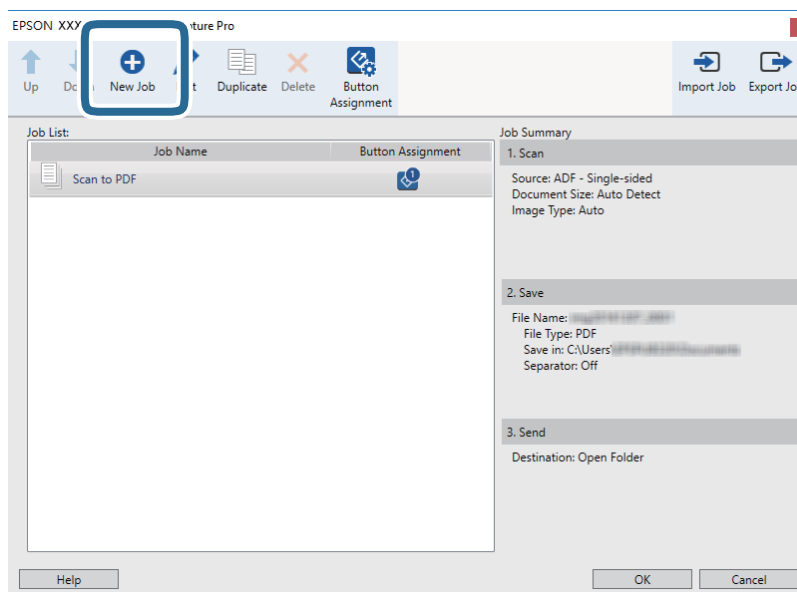 EPSON XXX ture Pro
Up
New Job
Duplicate
Delete
Button
Assignment
Import Job
Export Jo
Job List:
Job Name
Button Assignment
Scan to PDF
1
Job Summary
1. Scan
Source: ADF - Single-sided
Document Size: Auto Detect
Image Type: Auto
2. Save
File Name:
File Type: PDF
Save in: C:\Users\
Separator: Off
3. Send
Destination: Open Folder
Help
OK
Cancel